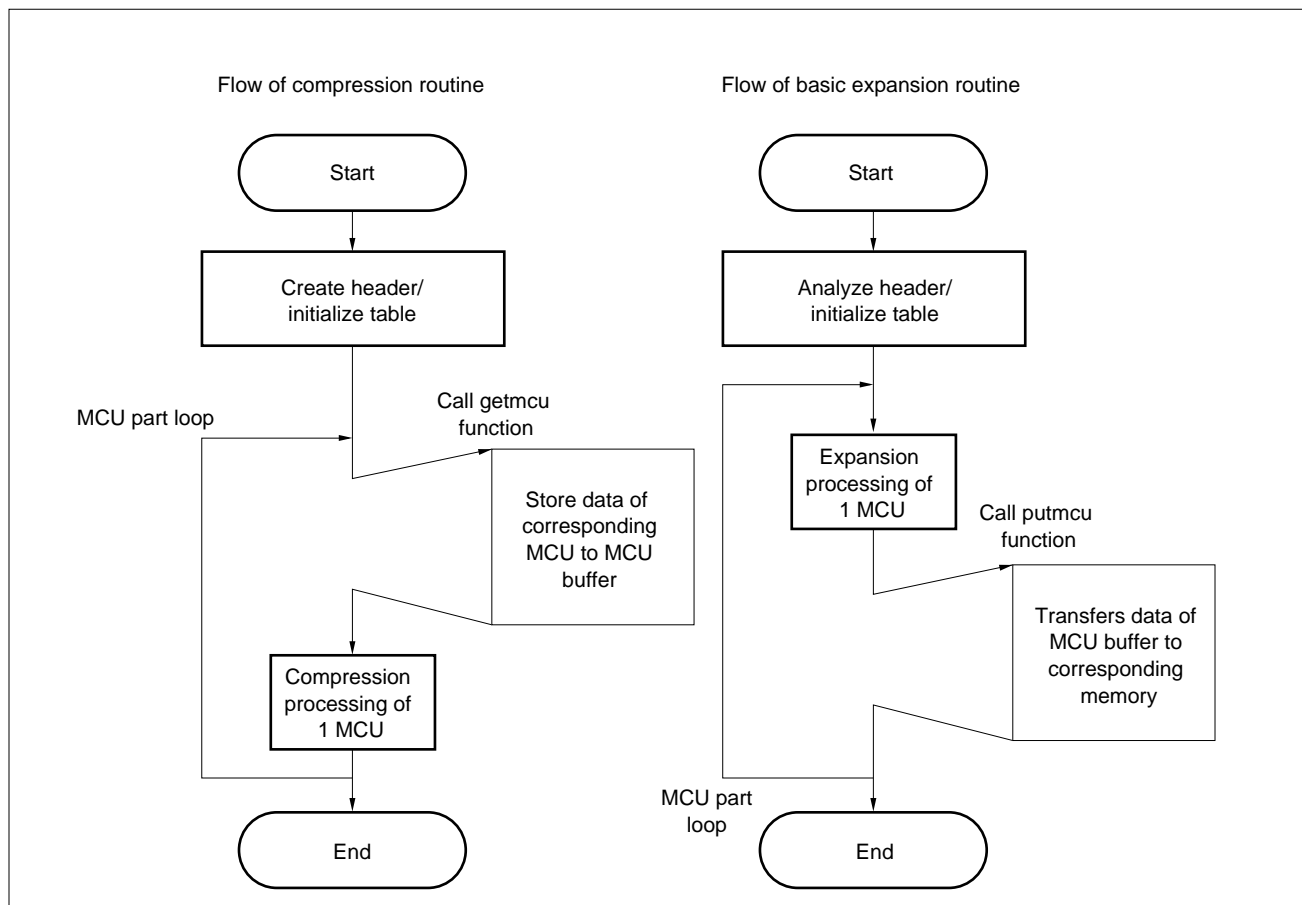 Flow of compression routine
Start
Create header/
initialize table
MCU part loop
Call getmcu
function
Store data of
corresponding
MCU to MCU
buffer
Compression
processing of
1 MCU
End
Flow of basic expansion routine
Start
Analyze header/
initialize table
Expansion
processing of
1 MCU
Call putmcu
function
Transfers data of
MCU buffer to
corresponding
memory
MCU part
loop
End